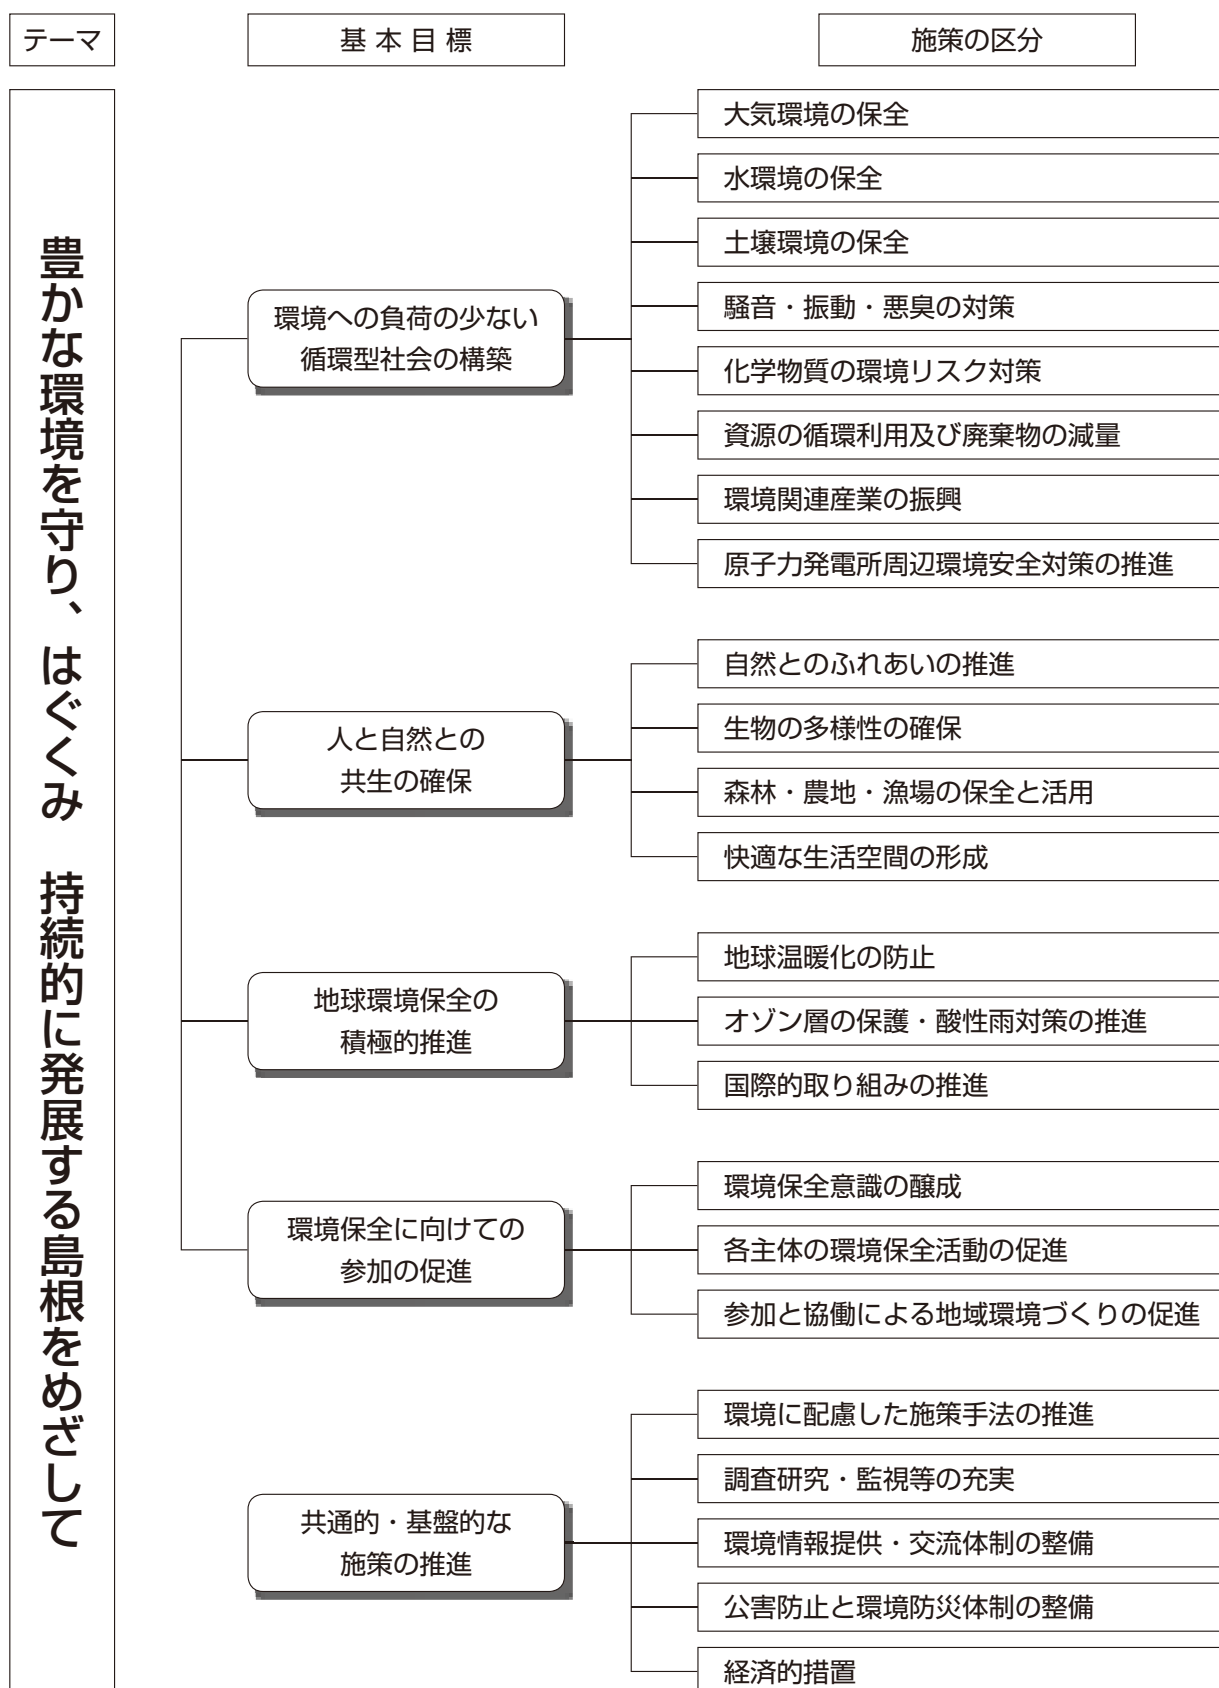 テーマ
基本目標
施策の区分
豊かな環境を守り、はぐくみ　持続的に発展する島根をめざして
環境への負荷の少ない
循環型社会の構築
大気環境の保全
水環境の保全
土壌環境の保全
騒音・振動・悪臭の対策
化学物質の環境リスク対策
資源の循環利用及び廃棄物の減量
環境関連産業の振興
原子力発電所周辺環境安全対策の推進
人と自然との
共生の確保
自然とのふれあいの推進
生物の多様性の確保
森林・農地・漁場の保全と活用
快適な生活空間の形成
地球環境保全の
積極的推進
地球温暖化の防止
オゾン層の保護・酸性雨対策の推進
国際的取り組みの推進
環境保全に向けての
参加の促進
環境保全意識の醸成
各主体の環境保全活動の促進
参加と協働による地域環境づくりの促進
共通的・基盤的な
施策の推進
環境に配慮した施策手法の推進
調査研究・監視等の充実
環境情報提供・交流体制の整備
公害防止と環境防災体制の整備
経済的措置